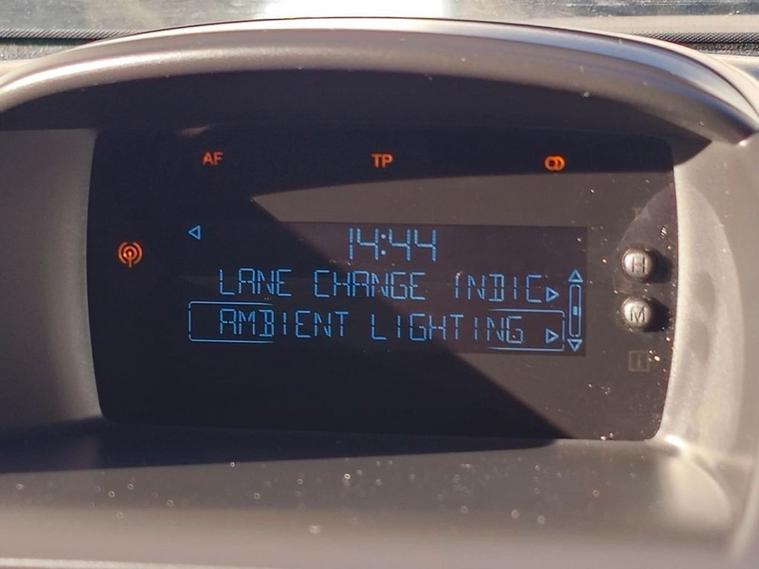 AF TP
14:44
H
LANE CHANGE INDIC
M
AMBIENT LIGHTING
i